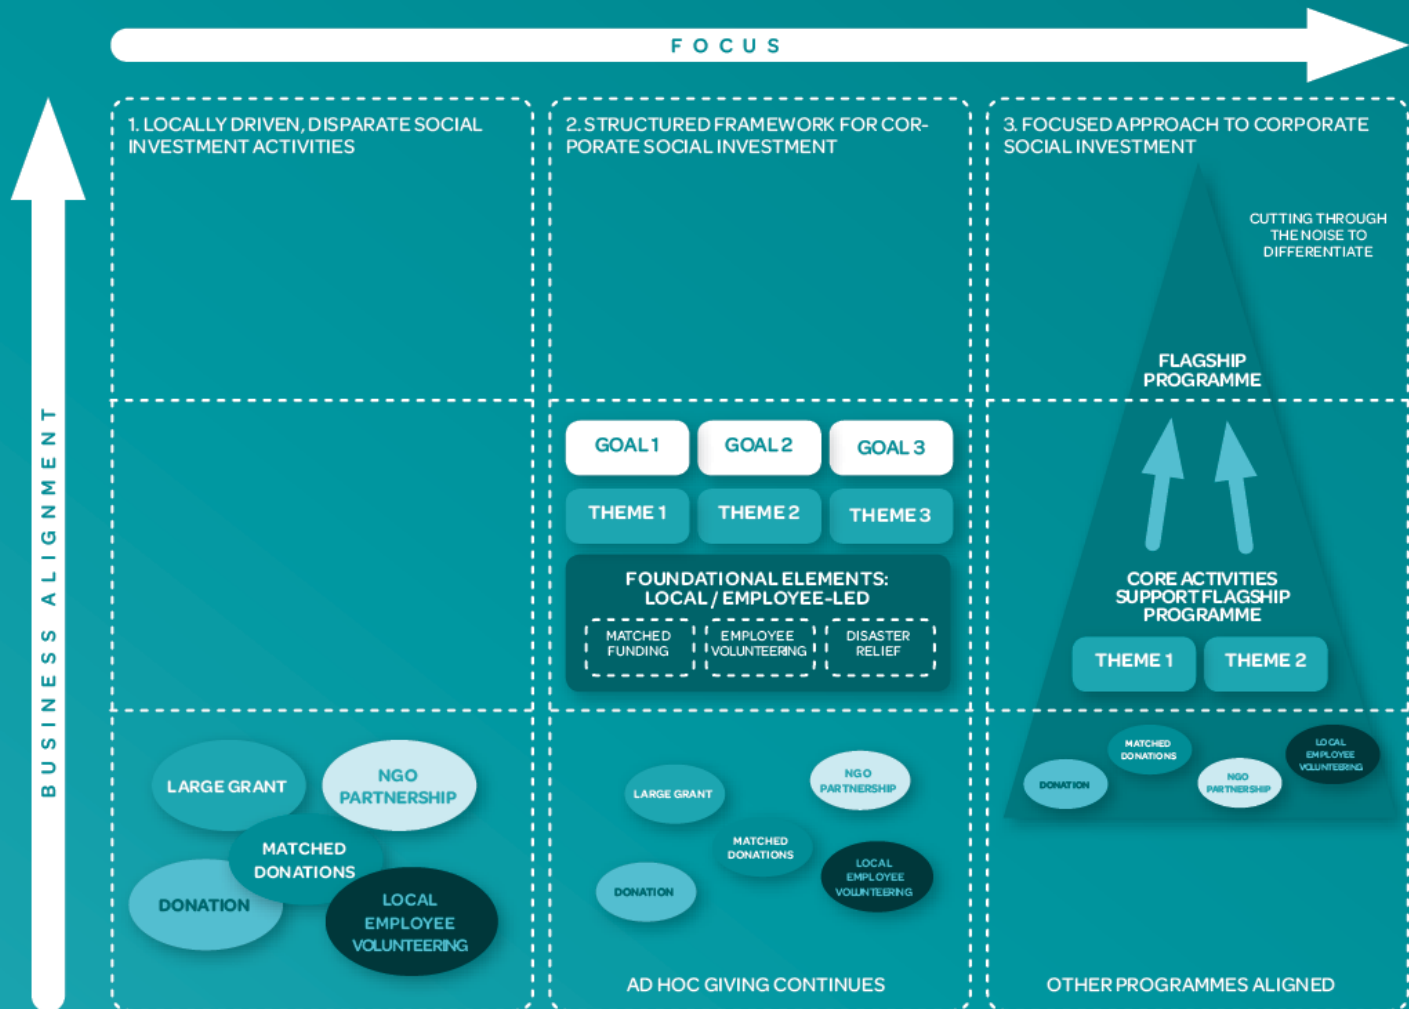 FOCUS
BUSINESS ALIGNMENT
1. LOCALLY DRIVEN, DISPARATE SOCIAL
INVESTMENT ACTIVITIES
LARGE GRANT
NGO
PARTNERSHIP
MATCHED
DONATIONS
DONATION
LOCAL
EMPLOYEE
VOLUNTEERING
2. STRUCTURED FRAMEWORK FOR COR-
PORATE SOCIAL INVESTMENT
GOAL 1
GOAL 2
GOAL 3
THEME 1
THEME 2
THEME 3
FOUNDATIONAL ELEMENTS:
LOCAL / EMPLOYEE-LED
MATCHED
FUNDING
EMPLOYEE
VOLUNTEERING
DISASTER
RELIEF
LARGE GRANT
NGO
PARTNERSHIP
MATCHED
DONATIONS
DONATION
LOCAL
EMPLOYEE
VOLUNTEERING
AD HOC GIVING CONTINUES
3. FOCUSED APPROACH TO CORPORATE
SOCIAL INVESTMENT
CUTTING THROUGH
THE NOISE TO
DIFFERENTIATE
FLAGSHIP
PROGRAMME
CORE ACTIVITIES
SUPPORT FLAGSHIP
PROGRAMME
THEME 1
THEME 2
DONATION
MATCHED
DONATIONS
NGO
PARTNERSHIP
LOCAL
EMPLOYEE
VOLUNTEERING
OTHER PROGRAMMES ALIGNED